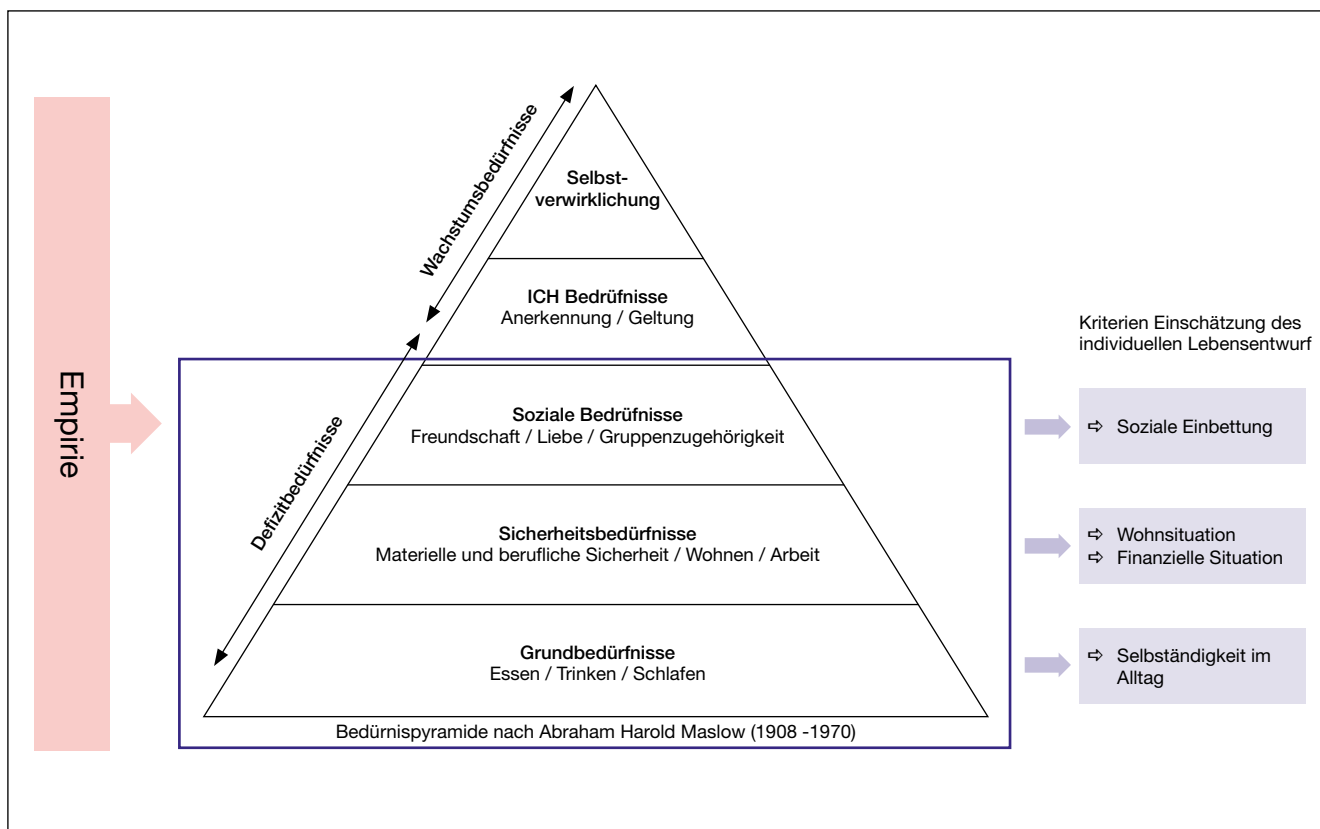 Empirie
Wachstumsbedürfnisse
Defizitbedürfnisse
Selbst-
verwirklichung
ICH Bedrüfnisse
Anerkennung / Geltung
Soziale Bedrüfnisse
Freundschaft / Liebe / Gruppenzugehörigkeit
Sicherheitsbedürfnisse
Materielle und berufliche Sicherheit / Wohnen / Arbeit
Grundbedürfnisse
Essen / Trinken / Schlafen
Bedürnispyramide nach Abraham Harold Maslow (1908 -1970)
Kriterien Einschätzung des
individuellen Lebensentwurf
⇨ Soziale Einbettung
⇨ Wohnsituation
⇨ Finanzielle Situation
⇨ Selbständigkeit im
Alltag